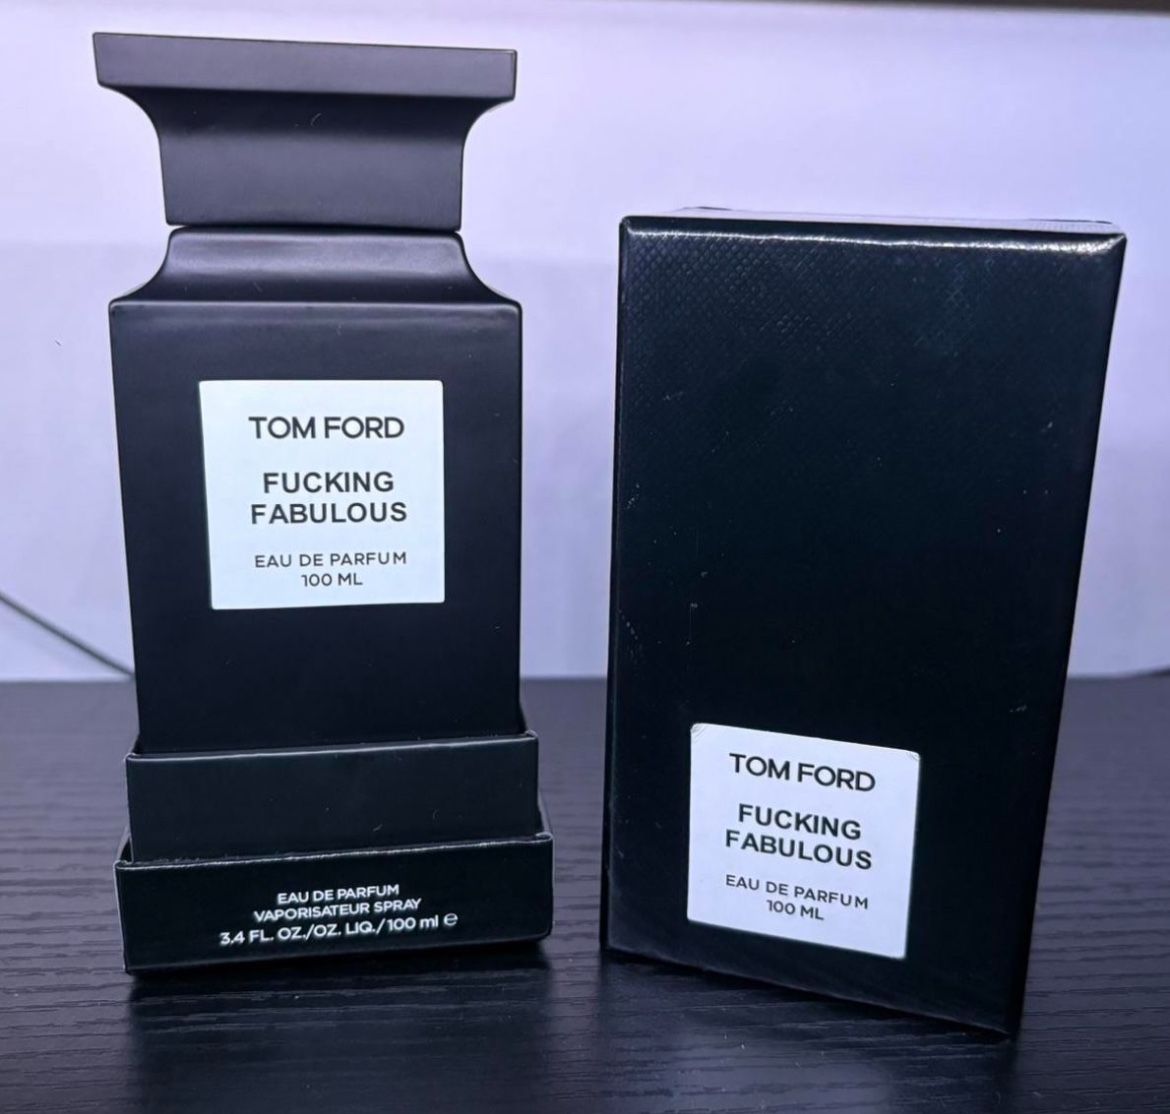 TOM FORD
FUCKING
FABULOUS
EAU DE PARFUM
100 ML
EAU DE PARFUM
VAPORISATEUR SPRAY
3.4 FL. OZ./OZ. LIQ./100 ml ℮
TOM FORD
FUCKING
FABULOUS
EAU DE PARFUM
100 ML